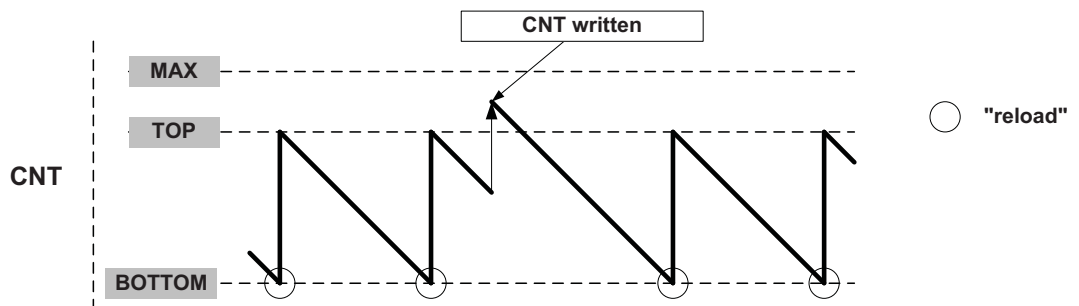 CNT written
MAX
"reload"
TOP
CNT
BOTTOM